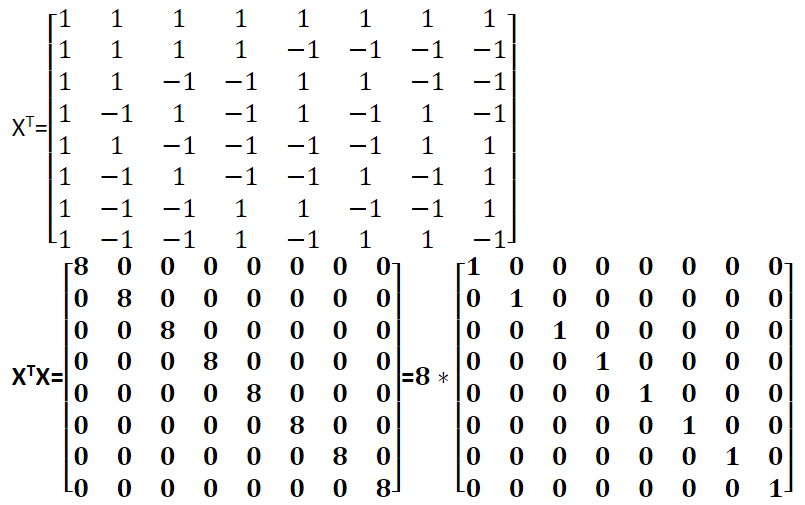 1 1 1 1 1 1 1 1
1 1 1 1 −1 −1 −1 −1
1 1 −1 −1 1 1 −1 −1
1 −1 1 −1 1 −1 1 −1
Xᵀ=
1 1 −1 −1 −1 −1 1 1
1 −1 1 −1 −1 1 −1 1
1 −1 −1 1 1 −1 −1 1
1 −1 −1 1 −1 1 1 −1
8 0 0 0 0 0 0 0 1 0 0 0 0 0 0 0
0 8 0 0 0 0 0 0 0 1 0 0 0 0 0 0
0 0 8 0 0 0 0 0 0 0 1 0 0 0 0 0
0 0 0 8 0 0 0 0 0 0 0 1 0 0 0 0
XᵀX= =8 ∗
0 0 0 0 8 0 0 0 0 0 0 0 1 0 0 0
0 0 0 0 0 8 0 0 0 0 0 0 0 1 0 0
0 0 0 0 0 0 8 0 0 0 0 0 0 0 1 0
0 0 0 0 0 0 0 8 0 0 0 0 0 0 0 1